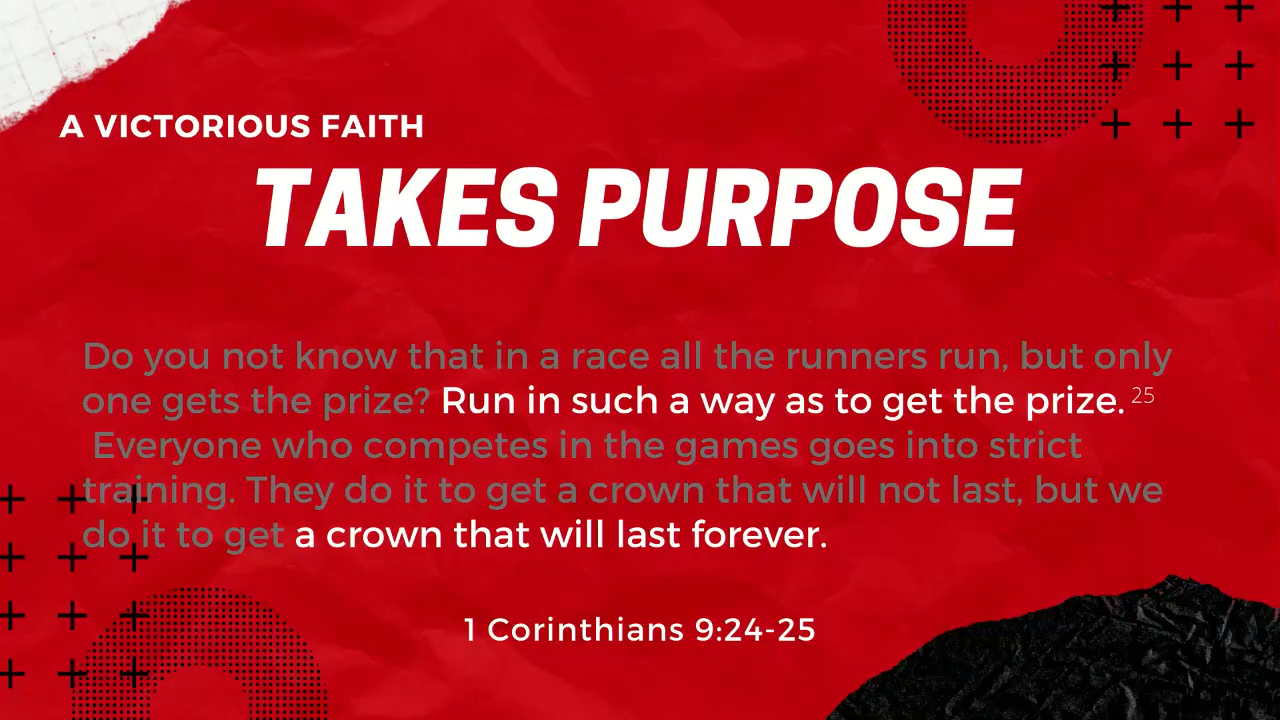 A VICTORIOUS FAITH
TAKES PURPOSE
Do you not know that in a race all the runners run, but only
one gets the prize? Run in such a way as to get the prize. 25
Everyone who competes in the games goes into strict
training. They do it to get a crown that will not last, but we
do it to get a crown that will last forever.
1 Corinthians 9:24-25